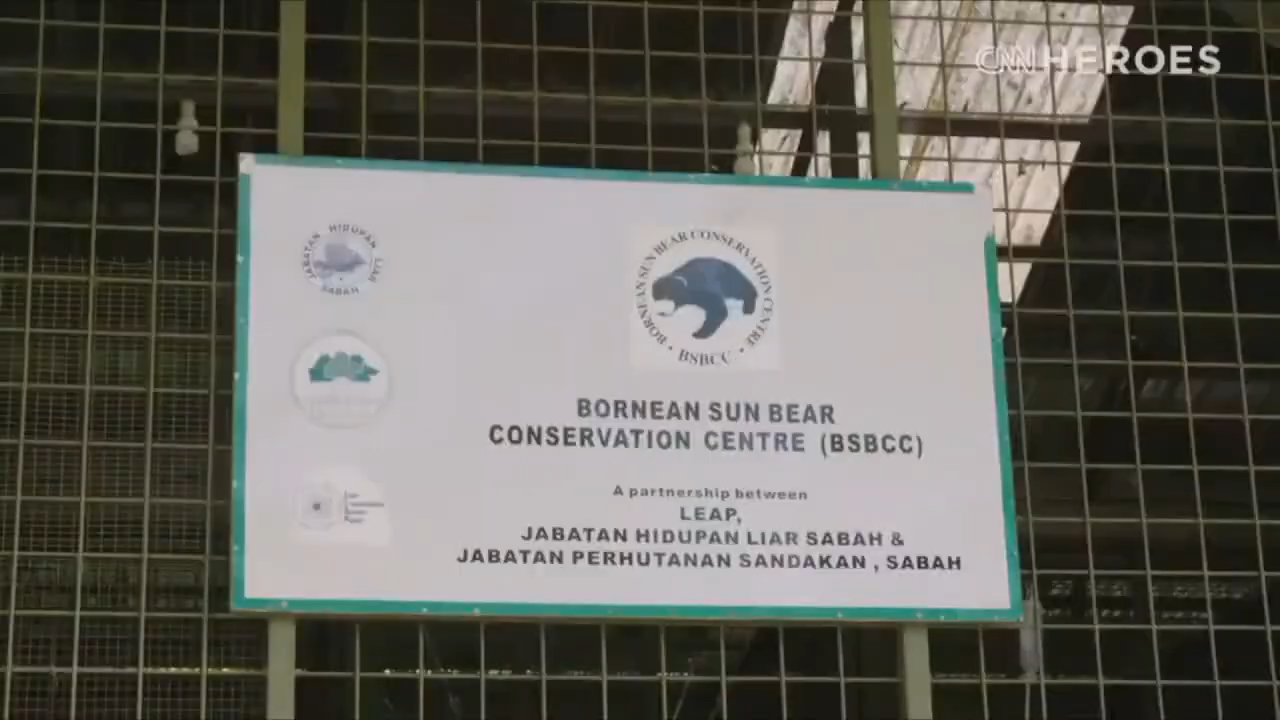 CNN HEROES
JABATAN HIDUPAN LIAR
SABAH
BORNEAN SUN BEAR CONSERVATION CENTRE
• BSBCC •
BORNEAN SUN BEAR
CONSERVATION CENTRE (BSBCC)
A partnership between
LEAP,
JABATAN HIDUPAN LIAR SABAH &
JABATAN PERHUTANAN SANDAKAN , SABAH